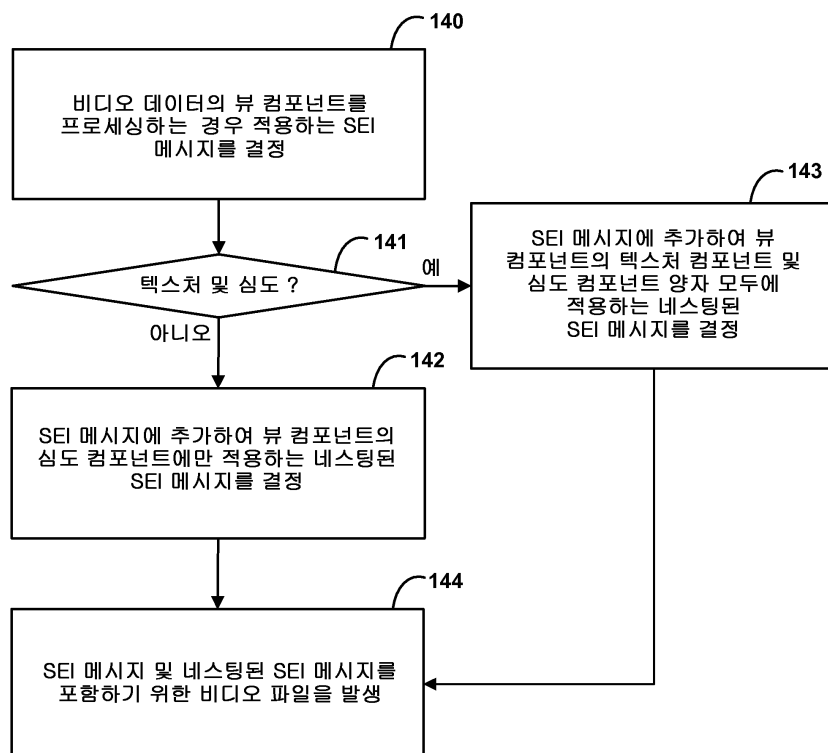 140
비디오 데이터의 뷰 컴포넌트를
프로세싱하는 경우 적용하는 SEI
메시지를 결정
141
텍스처 및 심도 ?
예
아니오
143
SEI 메시지에 추가하여 뷰
컴포넌트의 텍스처 컴포넌트 및
심도 컴포넌트 양자 모두에
적용하는 네스팅된
SEI 메시지를 결정
142
SEI 메시지에 추가하여 뷰 컴포넌트의
심도 컴포넌트에만 적용하는 네스팅된
SEI 메시지를 결정
144
SEI 메시지 및 네스팅된 SEI 메시지를
포함하기 위한 비디오 파일을 발생